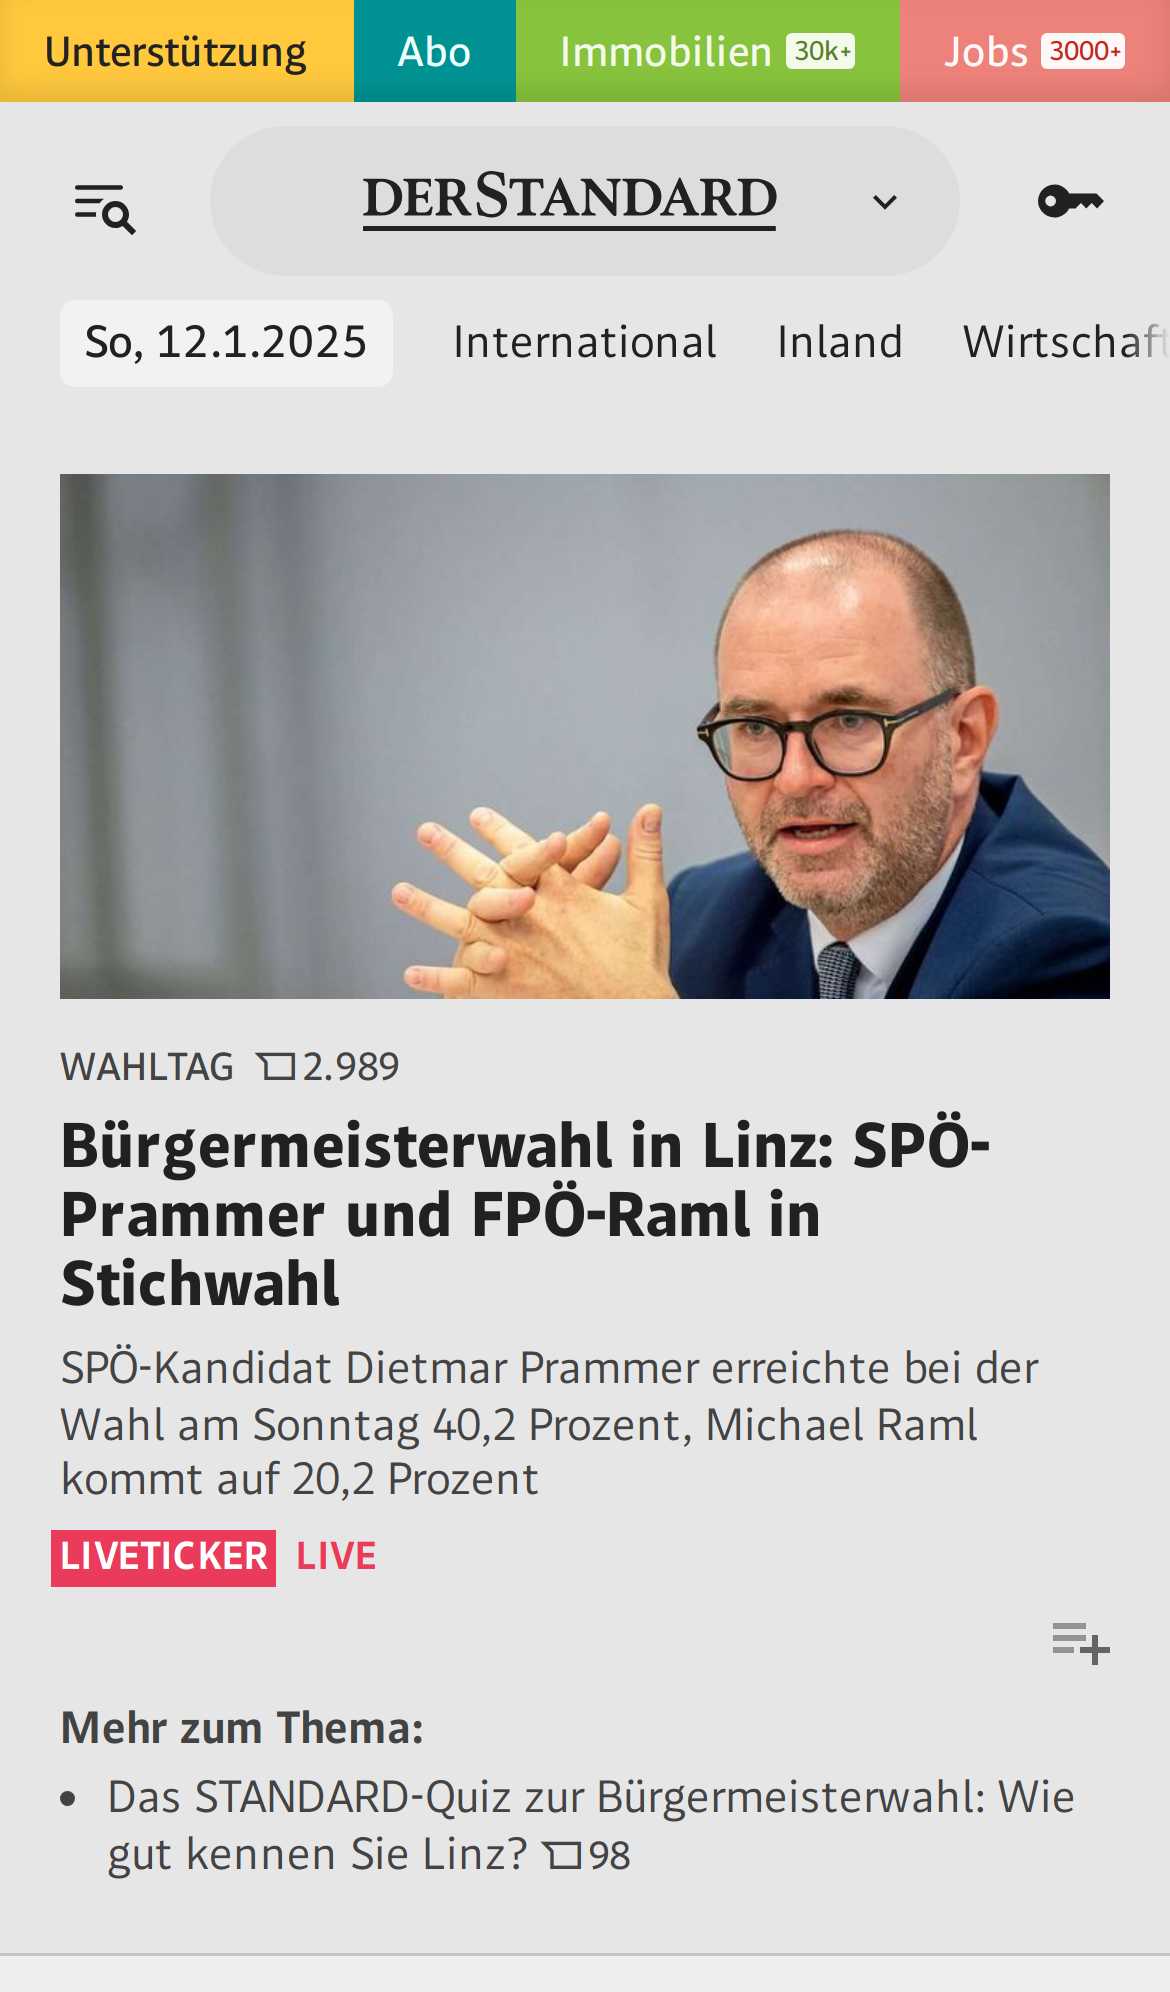 Unterstützung Abo Immobilien 30k+ Jobs 3000+
DERSTANDARD
So, 12.1.2025 International Inland Wirtschaft
WAHLTAG 2.989
Bürgermeisterwahl in Linz: SPÖ-
Prammer und FPÖ-Raml in
Stichwahl
SPÖ-Kandidat Dietmar Prammer erreichte bei der
Wahl am Sonntag 40,2 Prozent, Michael Raml
kommt auf 20,2 Prozent
LIVETICKER LIVE
Mehr zum Thema:
• Das STANDARD-Quiz zur Bürgermeisterwahl: Wie
gut kennen Sie Linz? 98